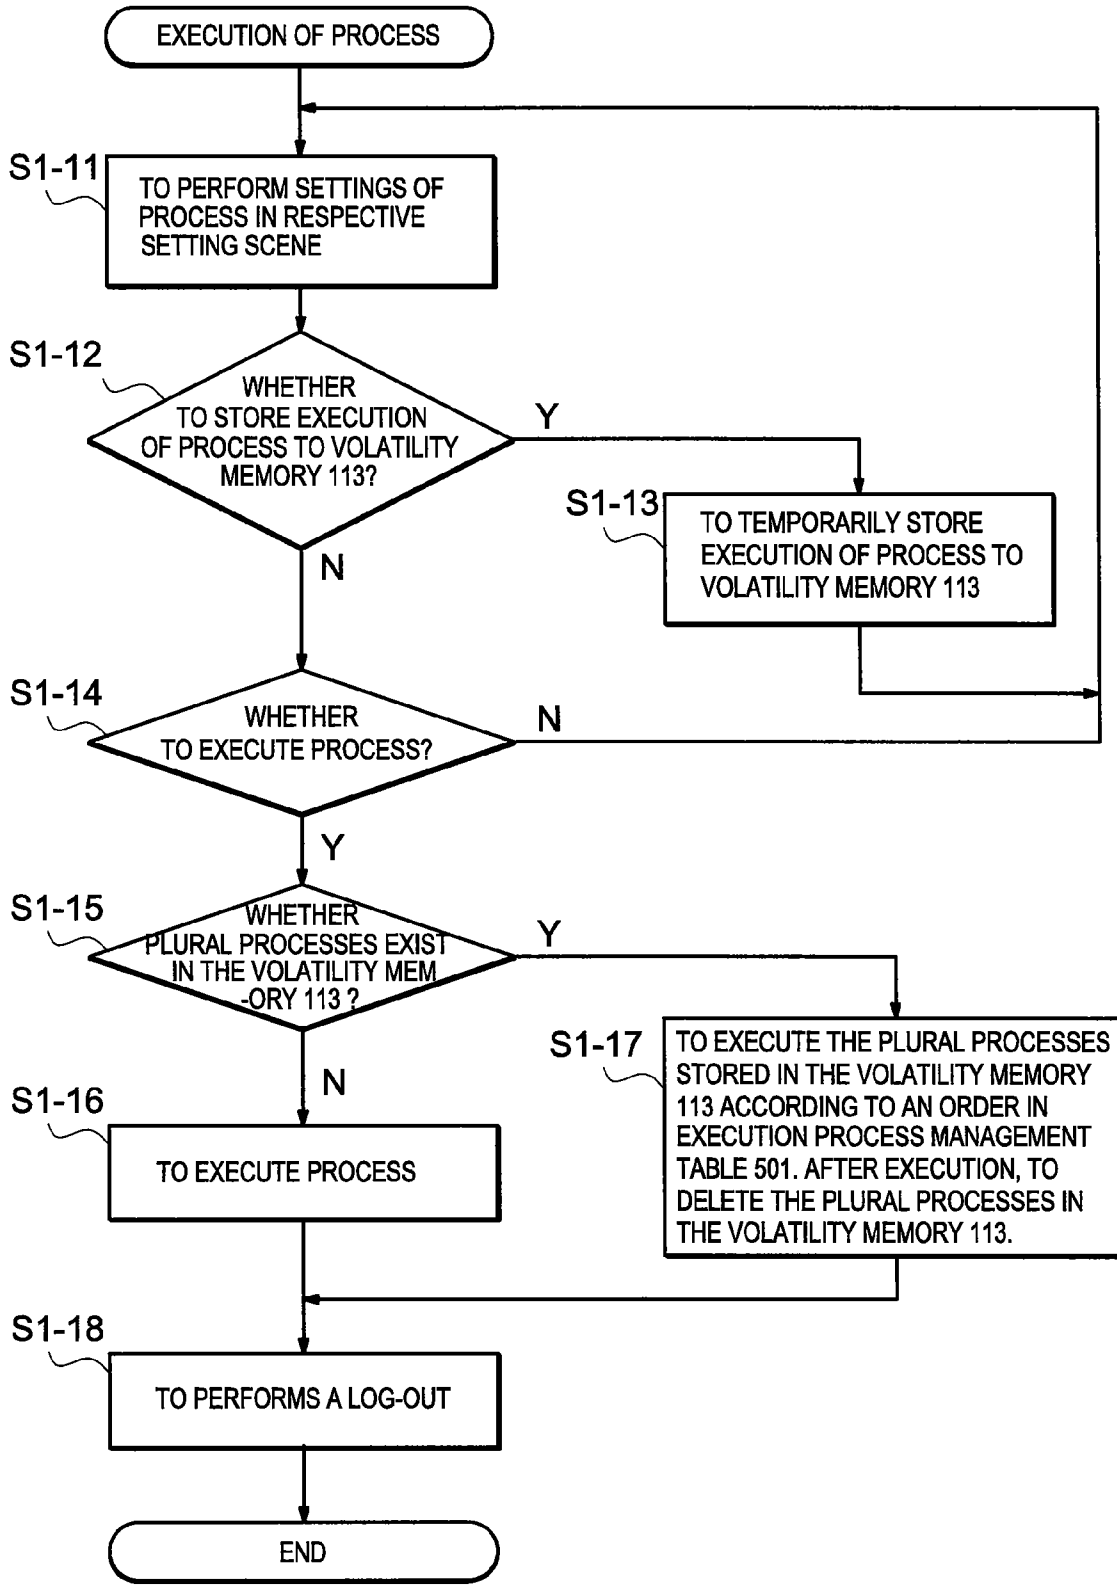 EXECUTION OF PROCESS
S1-11
TO PERFORM SETTINGS OF
PROCESS IN RESPECTIVE
SETTING SCENE
S1-12
WHETHER
TO STORE EXECUTION
OF PROCESS TO VOLATILITY
MEMORY 113?
Y
N
S1-13
TO TEMPORARILY STORE
EXECUTION OF PROCESS TO
VOLATILITY MEMORY 113
S1-14
WHETHER
TO EXECUTE PROCESS?
N
Y
S1-15
WHETHER
PLURAL PROCESSES EXIST
IN THE VOLATILITY MEM
-ORY 113 ?
Y
N
S1-17
TO EXECUTE THE PLURAL PROCESSES
STORED IN THE VOLATILITY MEMORY
113 ACCORDING TO AN ORDER IN
EXECUTION PROCESS MANAGEMENT
TABLE 501. AFTER EXECUTION, TO
DELETE THE PLURAL PROCESSES IN
THE VOLATILITY MEMORY 113.
S1-16
TO EXECUTE PROCESS
S1-18
TO PERFORMS A LOG-OUT
END